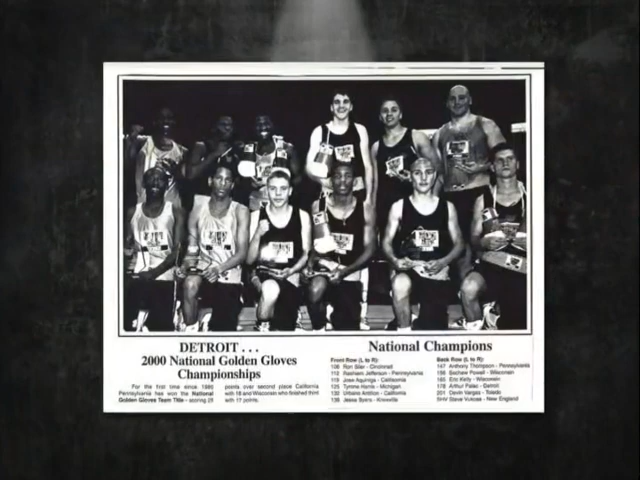 DETROIT . . .
2000 National Golden Gloves
Championships
For the first time since 1980
Pennsylvania has won the National
Golden Gloves Team Title - scoring 25
points over second place California
with 18 and Wisconsin who finished third
with 17 points.
National Champions
Front Row (L to R):
106 Ron Siler - Cincinnati
112 Rasheem Jefferson - Pennsylvania
119 Jose Aquiniga - California
125 Tyrone Harris - Michigan
132 Urbano Antillon - California
139 Jesse Byers - Knoxville
Back Row (L to R):
147 Anthony Thompson - Pennsylvania
156 Sechew Powell - Wisconsin
165 Eric Kelly - Wisconsin
178 Arthur Palac - Detroit
201 Devin Vargas - Toledo
SHW Steve Vukosa - New England